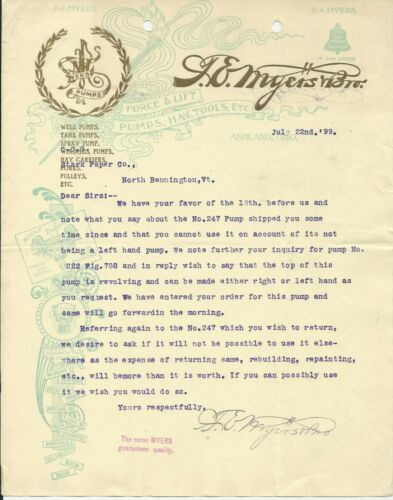 F.E.MYERS
R.A.MYERS
MYERS
PUMPS
F.E. Myers & Bro.
FORCE & LIFT
PUMPS, HAY TOOLS, ETC.
ASHLAND, OHIO,
July 22nd,'99.
WELL PUMPS,
TANK PUMPS,
SPRAY PUMP,
WINDMILL PUMPS,
HAY CARRIERS,
FORKS,
PULLEYS,
ETC.
Stark Paper Co.,
North Bennington,Vt.
Dear Sirs:--
We have your favor of the 18th. before us and
note what you say about the No.247 Pump shipped you some
time since and that you cannot use it on account of its not
being a left hand pump. We note further your inquiry for pump No.
222 Fig.788 and in reply wish to say that the top of this
pump is revolving and can be made either right or left hand as
you request. We have entered your order for this pump and
same will go forwardin the morning.
Referring again to the No.247 which you wish to return,
we desire to ask if it will not be possible to use it else-
where as the expense of returning same, rebuilding, repainting,
etc., will bemore than it is worth. If you can possibly use
it we wish you would do so.
Yours respectfully,
F.E. Myers & Bro
The name MYERS
guarantees quality.